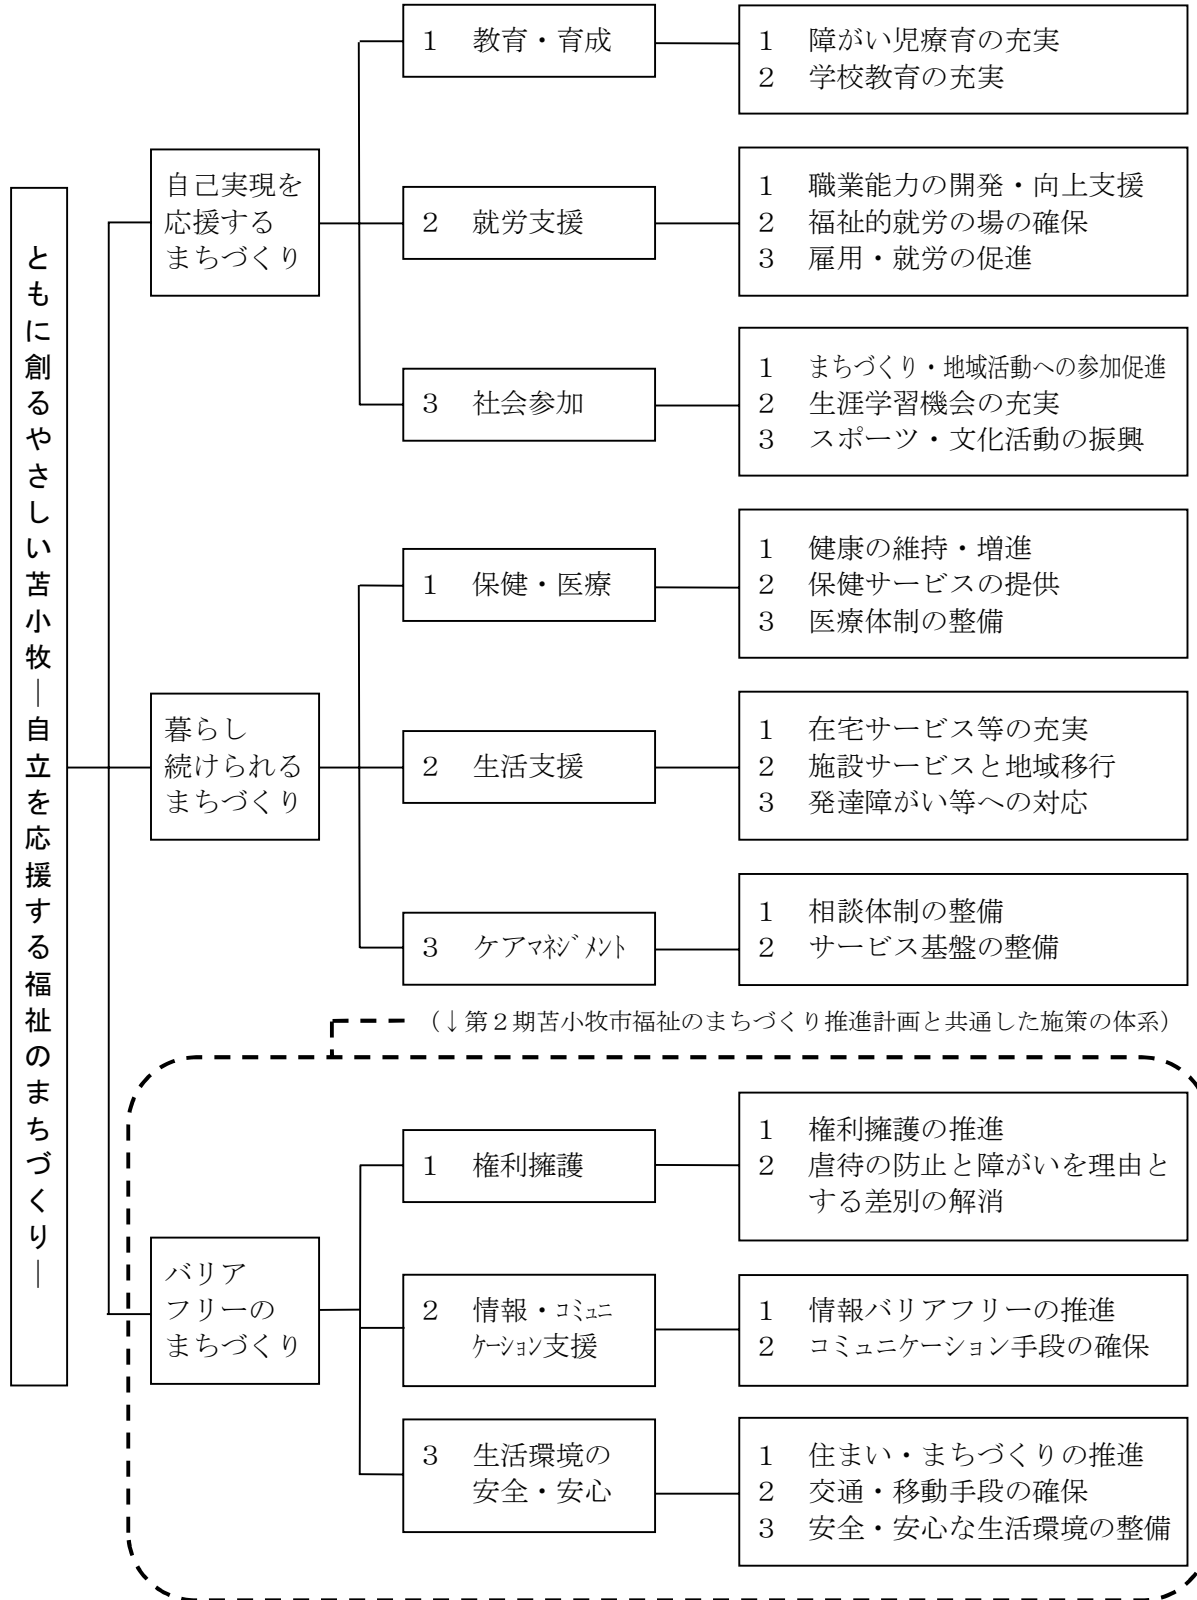 ともに創るやさしい苫小牧―自立を応援する福祉のまちづくり―
自己実現を
応援する
まちづくり
1 教育・育成
1 障がい児療育の充実
2 学校教育の充実
2 就労支援
1 職業能力の開発・向上支援
2 福祉的就労の場の確保
3 雇用・就労の促進
3 社会参加
1 まちづくり・地域活動への参加促進
2 生涯学習機会の充実
3 スポーツ・文化活動の振興
暮らし
続けられる
まちづくり
1 保健・医療
1 健康の維持・増進
2 保健サービスの提供
3 医療体制の整備
2 生活支援
1 在宅サービス等の充実
2 施設サービスと地域移行
3 発達障がい等への対応
3 ケアマネジメント
1 相談体制の整備
2 サービス基盤の整備
(↓第2期苫小牧市福祉のまちづくり推進計画と共通した施策の体系)
バリア
フリーの
まちづくり
1 権利擁護
1 権利擁護の推進
2 虐待の防止と障がいを理由と
する差別の解消
2 情報・コミュニ
ケーション支援
1 情報バリアフリーの推進
2 コミュニケーション手段の確保
3 生活環境の
安全・安心
1 住まい・まちづくりの推進
2 交通・移動手段の確保
3 安全・安心な生活環境の整備